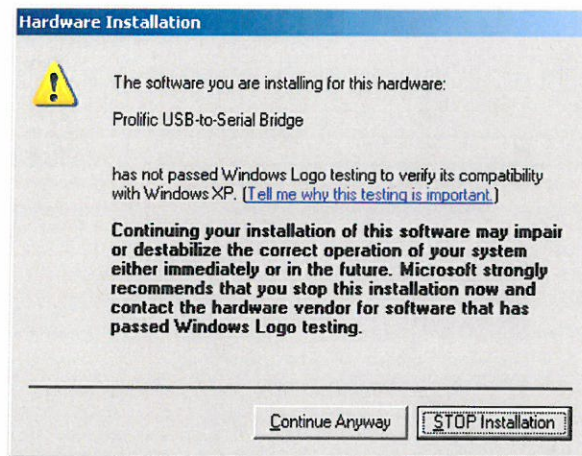 Hardware Installation
The software you are installing for this hardware:
Prolific USB-to-Serial Bridge
has not passed Windows Logo testing to verify its compatibility
with Windows XP. (Tell me why this testing is important.)
Continuing your installation of this software may impair
or destabilize the correct operation of your system
either immediately or in the future. Microsoft strongly
recommends that you stop this installation now and
contact the hardware vendor for software that has
passed Windows Logo testing.
Continue Anyway
STOP Installation